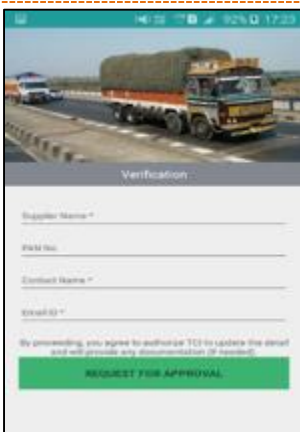 92% 17:23
Verification
Supplier Name *
PAN No.
Contact Name *
Email ID *
By proceeding, you agree to authorize TCI to update the detail
and will provide any documentation (if needed).
REQUEST FOR APPROVAL